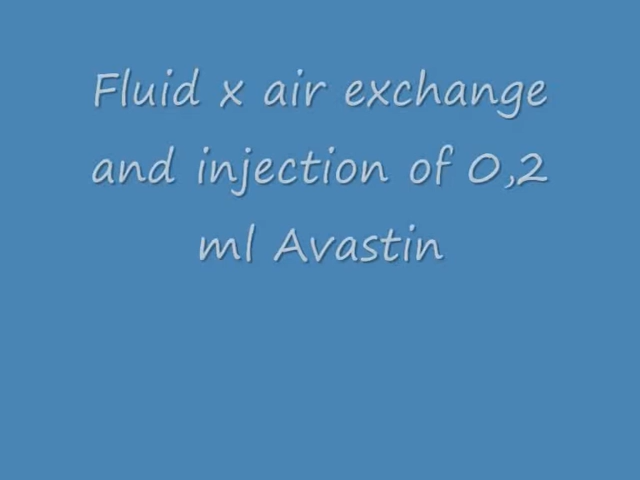 Fluid x air exchange
and injection of 0,2
ml Avastin